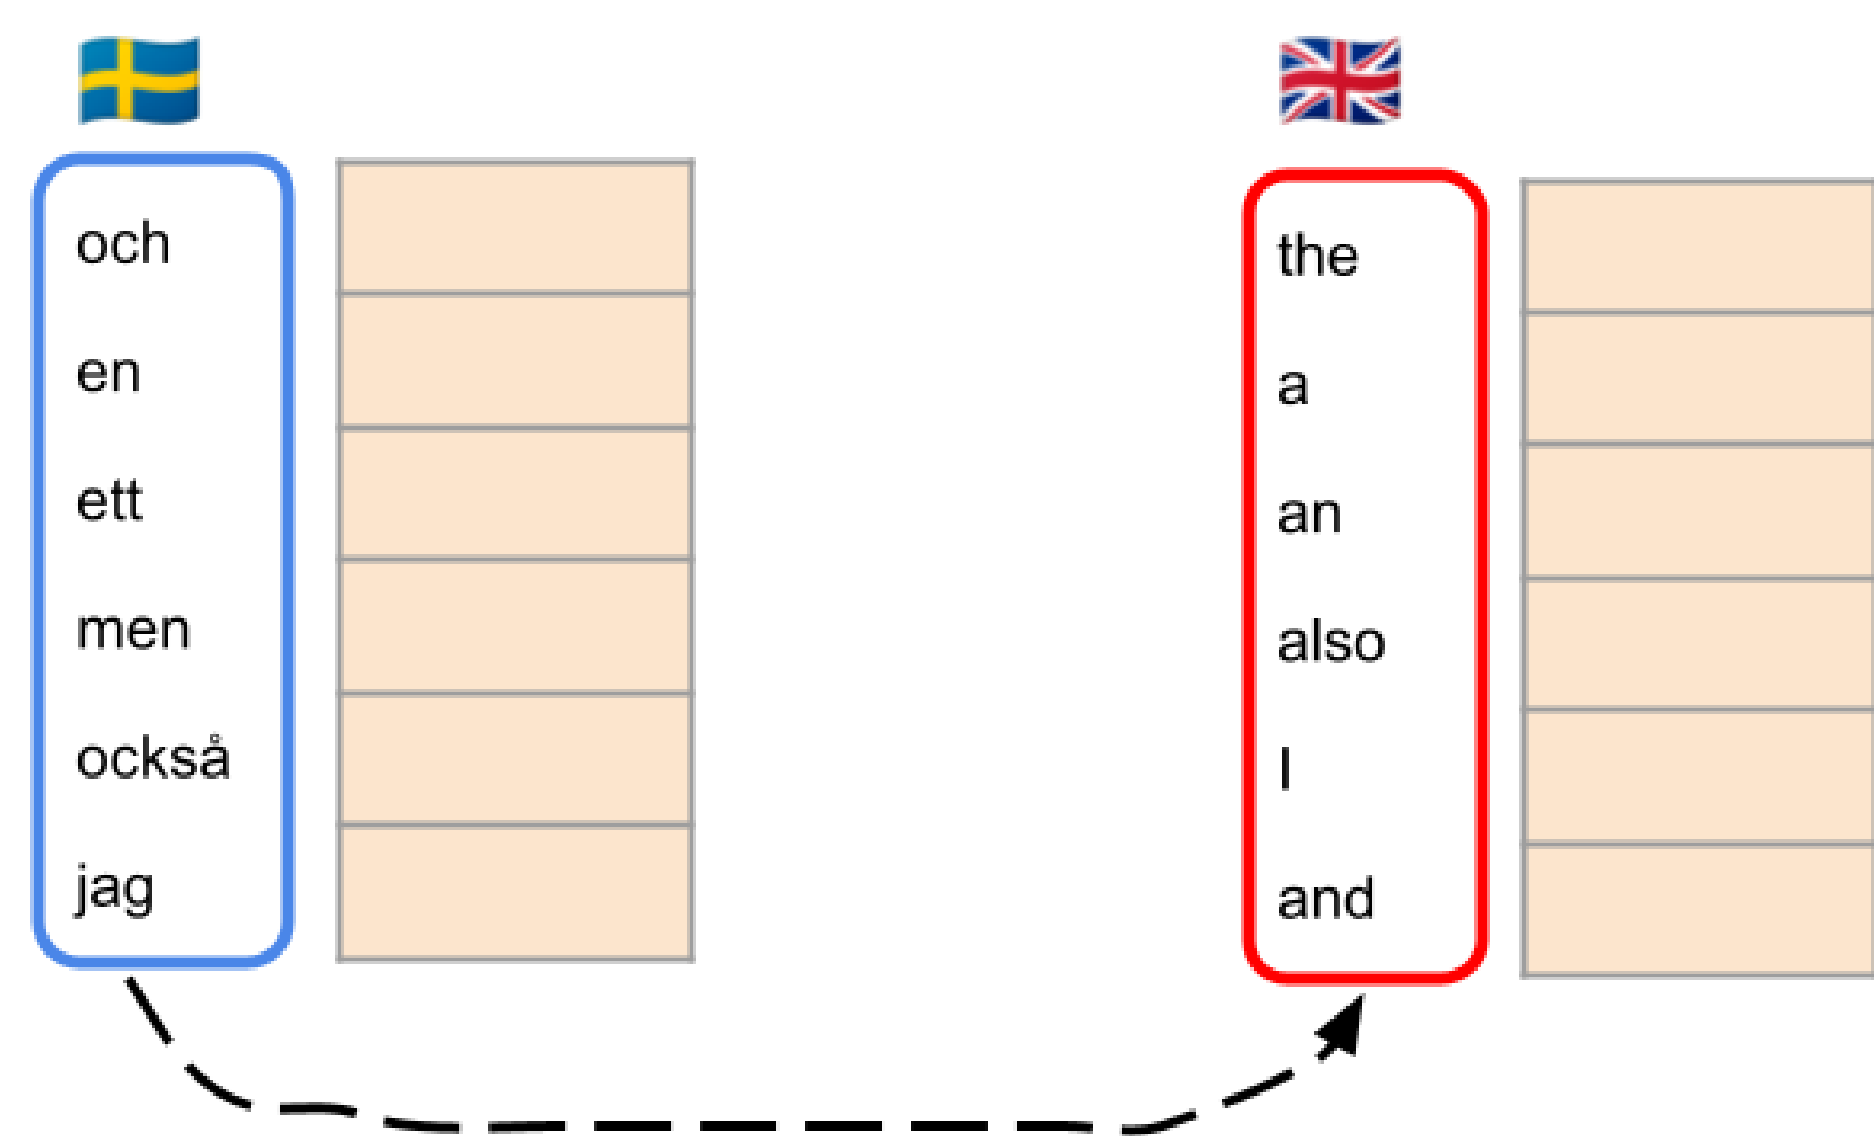 och
en
ett
men
också
jag
the
a
an
also
I
and